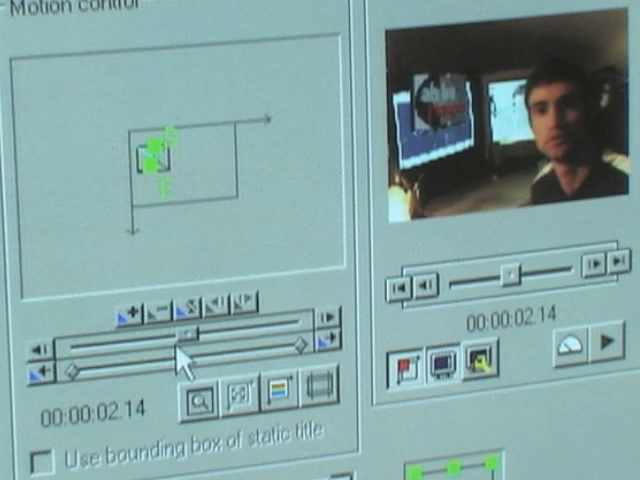 Motion control
S
E
00:00:02.14
00:00:02.14
Use bounding box of static title